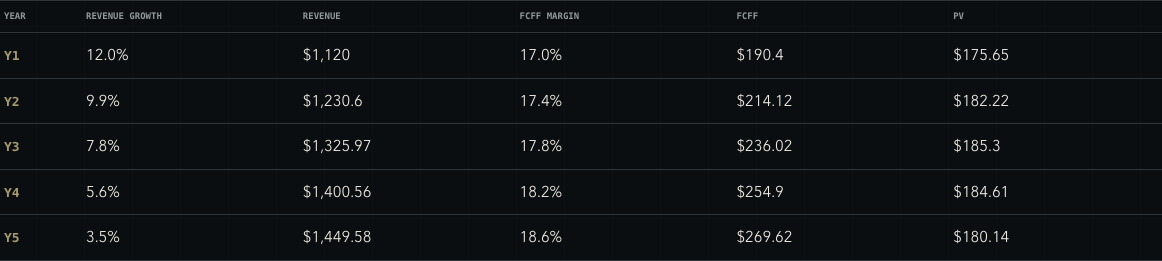 YEAR REVENUE GROWTH REVENUE FCFF MARGIN FCFF PV
Y1 12.0% $1,120 17.0% $190.4 $175.65
Y2 9.9% $1,230.6 17.4% $214.12 $182.22
Y3 7.8% $1,325.97 17.8% $236.02 $185.3
Y4 5.6% $1,400.56 18.2% $254.9 $184.61
Y5 3.5% $1,449.58 18.6% $269.62 $180.14